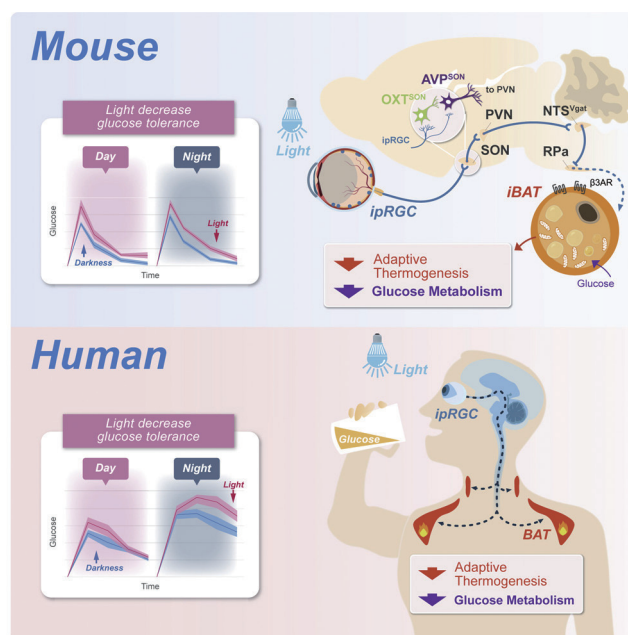 Mouse
Light decrease
glucose tolerance
Day
Night
Glucose
Light
Darkness
Time
Light
AVPSON
to PVN
OXTSON
ipRGC
PVN
NTSVgat
SON
RPa
ipRGC
iBAT
β3AR
Glucose
Adaptive
Thermogenesis
Glucose Metabolism
Human
Light decrease
glucose tolerance
Day
Night
Glucose
Light
Darkness
Time
Light
ipRGC
Glucose
BAT
Adaptive
Thermogenesis
Glucose Metabolism